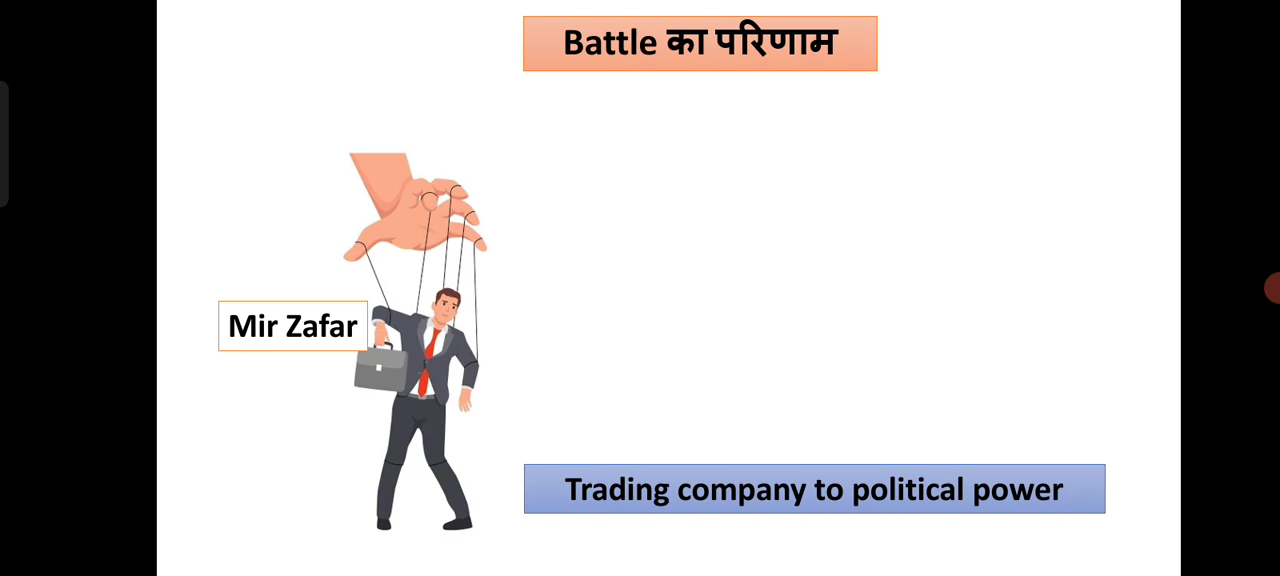 Battle का परिणाम
Mir Zafar
Trading company to political power